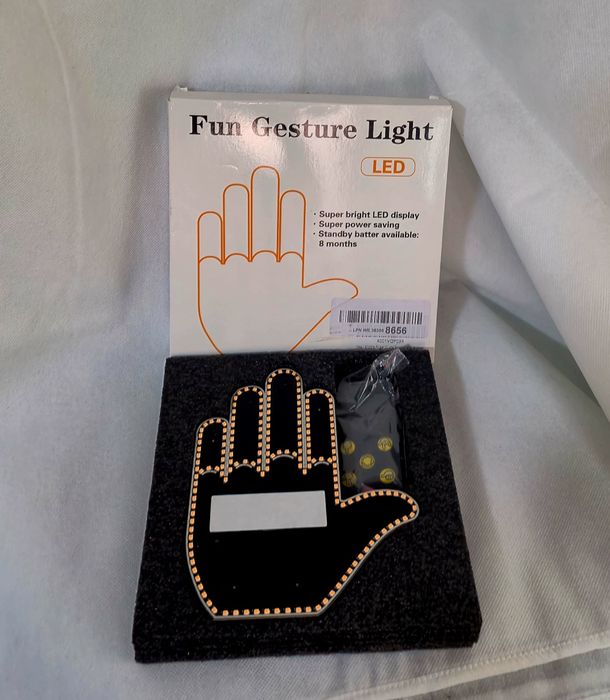 Fun Gesture Light
LED
· Super bright LED display
· Super power saving
· Standby batter available:
8 months
8656